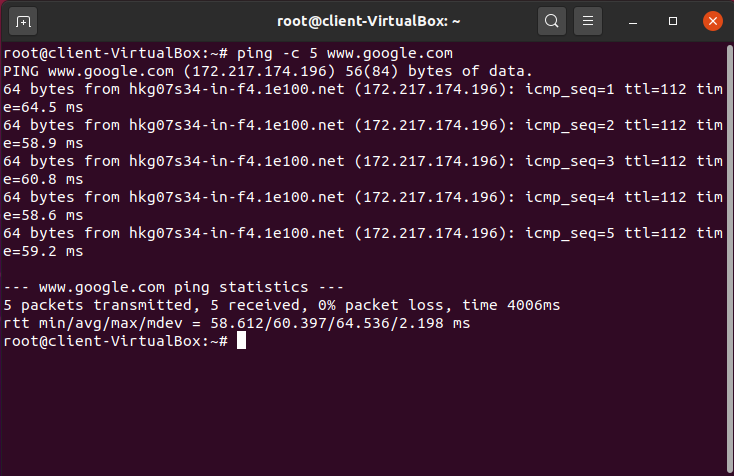 root@client-VirtualBox: ~
root@client-VirtualBox:~# ping -c 5 www.google.com
PING www.google.com (172.217.174.196) 56(84) bytes of data.
64 bytes from hkg07s34-in-f4.1e100.net (172.217.174.196): icmp_seq=1 ttl=112 tim
e=64.5 ms
64 bytes from hkg07s34-in-f4.1e100.net (172.217.174.196): icmp_seq=2 ttl=112 tim
e=58.9 ms
64 bytes from hkg07s34-in-f4.1e100.net (172.217.174.196): icmp_seq=3 ttl=112 tim
e=60.8 ms
64 bytes from hkg07s34-in-f4.1e100.net (172.217.174.196): icmp_seq=4 ttl=112 tim
e=58.6 ms
64 bytes from hkg07s34-in-f4.1e100.net (172.217.174.196): icmp_seq=5 ttl=112 tim
e=59.2 ms
--- www.google.com ping statistics ---
5 packets transmitted, 5 received, 0% packet loss, time 4006ms
rtt min/avg/max/mdev = 58.612/60.397/64.536/2.198 ms
root@client-VirtualBox:~#